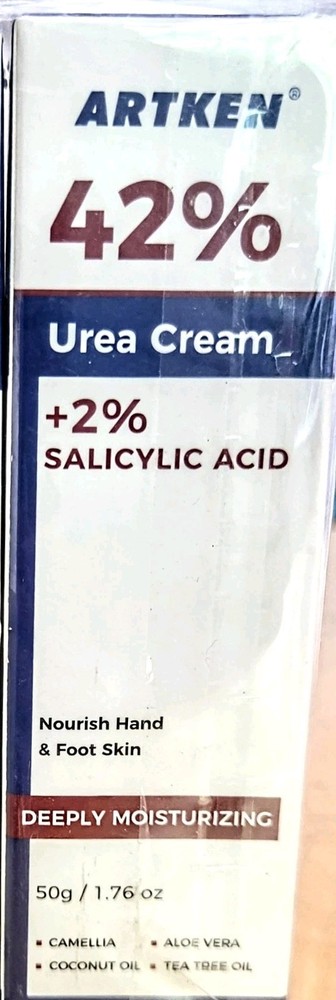 ARTKEN®
42%
Urea Cream
+2%
SALICYLIC ACID
Nourish Hand
& Foot Skin
DEEPLY MOISTURIZING
50g / 1.76 oz
▪ CAMELLIA ▪ ALOE VERA
▪ COCONUT OIL ▪ TEA TREE OIL